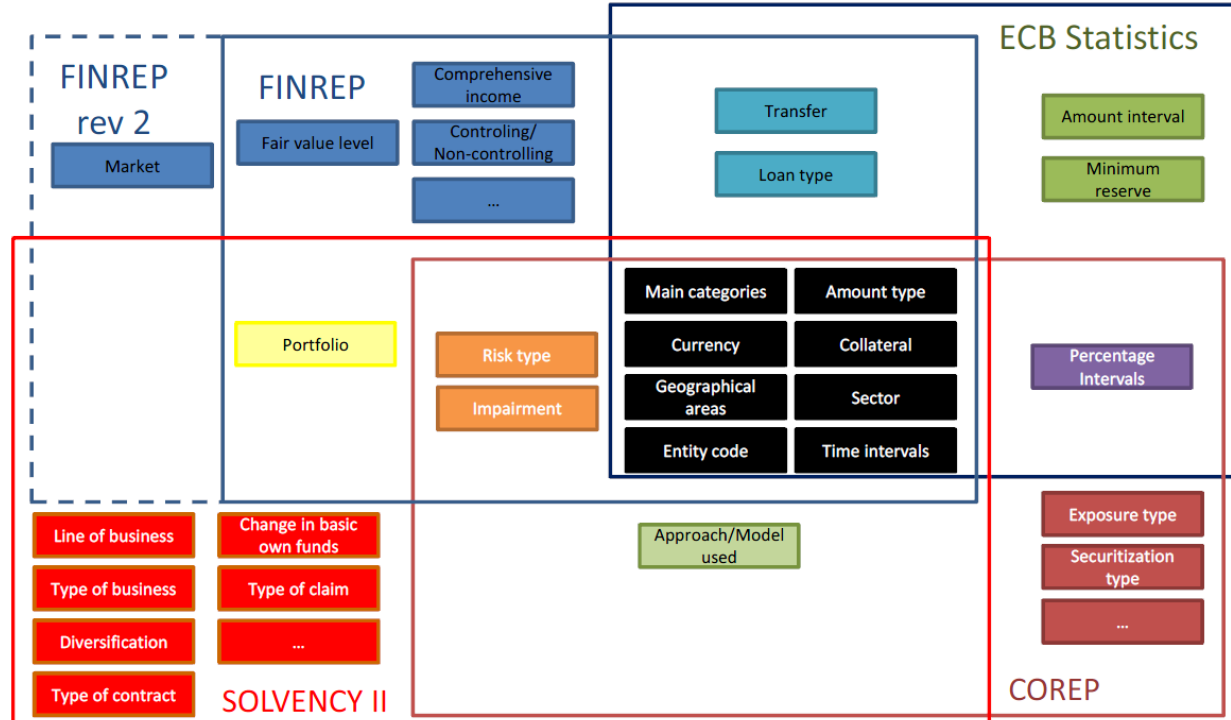 ECB Statistics
FINREP
rev 2
FINREP
Comprehensive
income
Transfer
Amount interval
Fair value level
Controling/
Non-controlling
Market
Loan type
Minimum
reserve
...
Main categories
Amount type
Portfolio
Risk type
Currency
Collateral
Percentage
Intervals
Impairment
Geographical
areas
Sector
Entity code
Time intervals
Line of business
Change in basic
own funds
Approach/Model
used
Exposure type
Type of business
Type of claim
Securitization
type
Diversification
...
...
Type of contract
SOLVENCY II
COREP